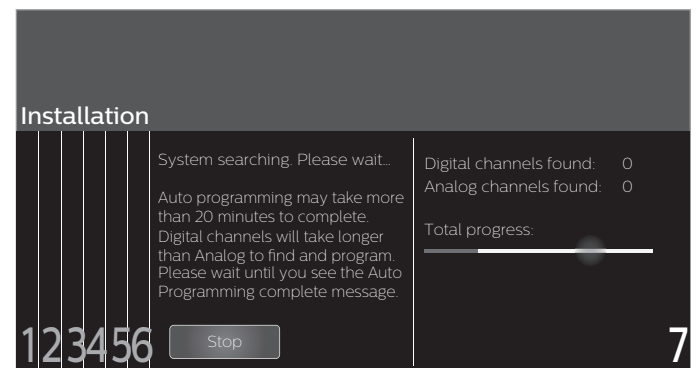 Installation
System searching. Please wait...
Auto programming may take more
than 20 minutes to complete.
Digital channels will take longer
than Analog to find and program.
Please wait until you see the Auto
Programming complete message.
Stop
Digital channels found: 0
Analog channels found: 0
Total progress:
123456
7